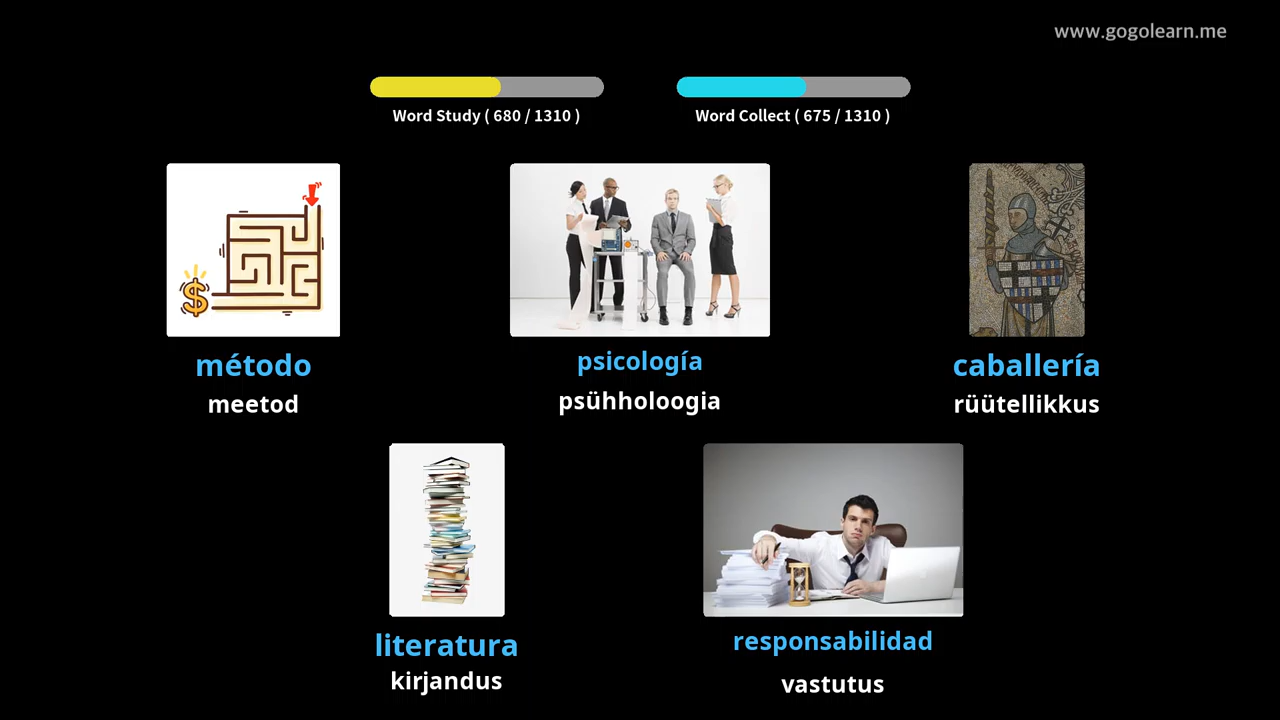 www.gogolearn.me
Word Study ( 680 / 1310 )
Word Collect ( 675 / 1310 )
método
psicología
caballería
meetod
psühholoogia
rüütellikkus
literatura
responsabilidad
kirjandus
vastutus